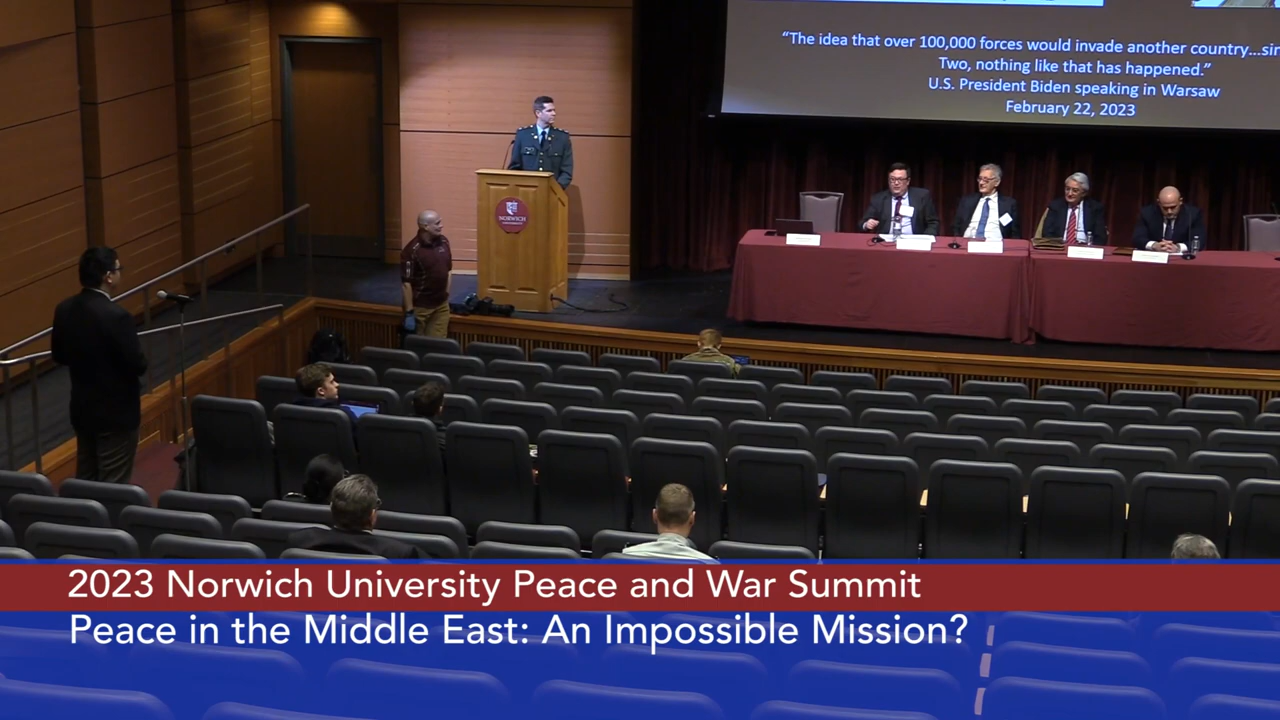 “The idea that over 100,000 forces would invade another country...sin
Two, nothing like that has happened.”
U.S. President Biden speaking in Warsaw
February 22, 2023
NORWICH
2023 Norwich University Peace and War Summit
Peace in the Middle East: An Impossible Mission?